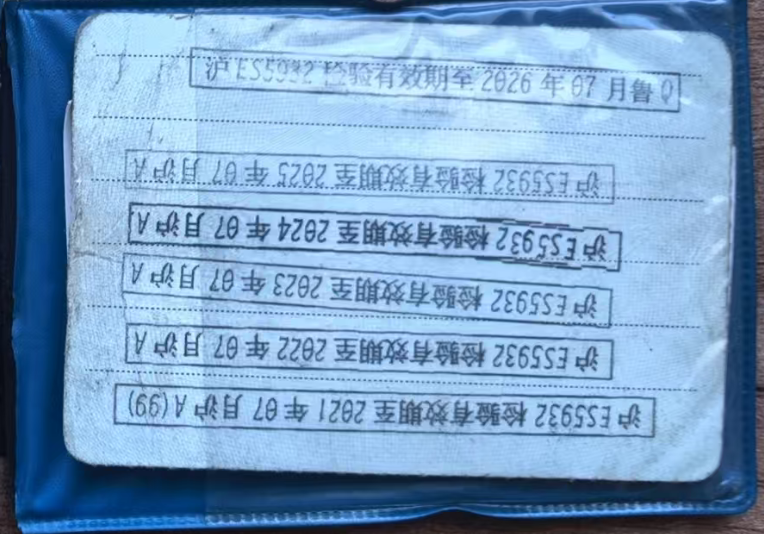 沪ES5932 检验有效期至2026年07月鲁Q
沪ES5932 检验有效期至2025年07月沪A
沪ES5932 检验有效期至2024年07月沪A
沪ES5932 检验有效期至2023年07月沪A
沪ES5932 检验有效期至2022年07月沪A
沪ES5932 检验有效期至2021年07月沪A(99)